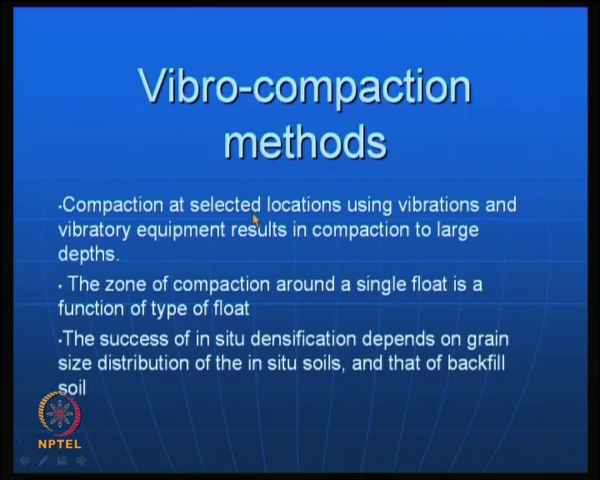 Vibro-compaction
methods
•Compaction at selected locations using vibrations and
vibratory equipment results in compaction to large
depths.
• The zone of compaction around a single float is a
function of type of float
•The success of in situ densification depends on grain
size distribution of the in situ soils, and that of backfill
soil
NPTEL